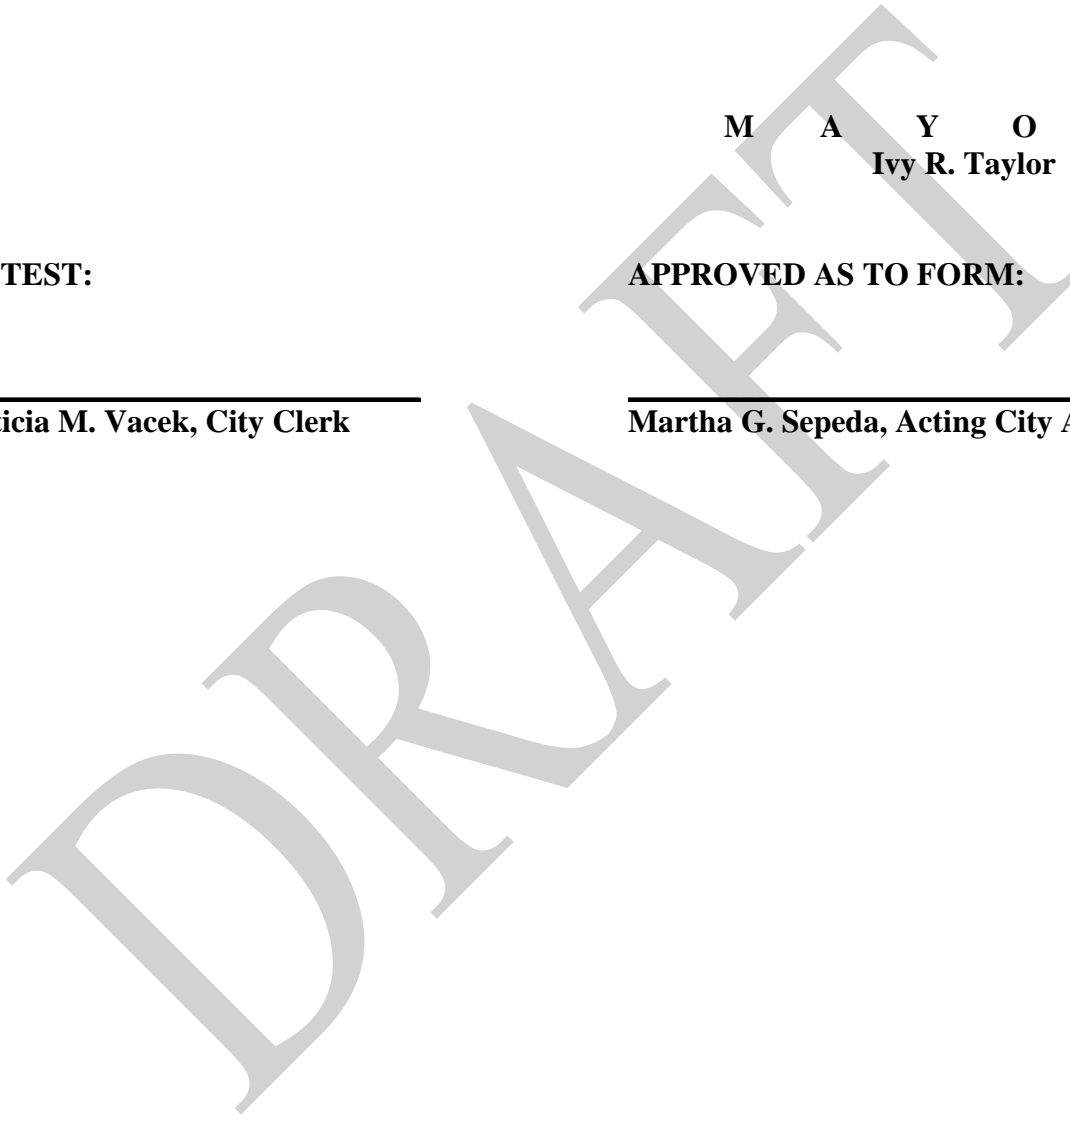 M A Y O
Ivy R. Taylor
TEST:
APPROVED AS TO FORM:
icia M. Vacek, City Clerk
Martha G. Sepeda, Acting City A
DRAFT